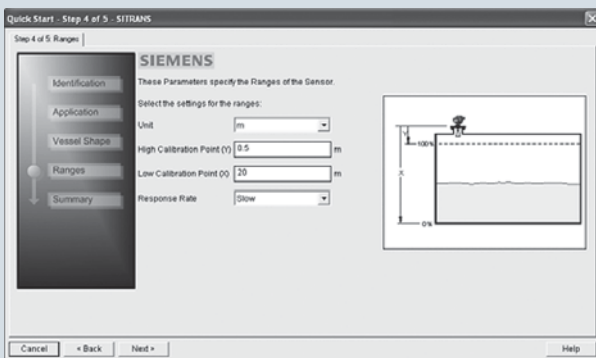 Quick Start - Step 4 of 5 - SITRANS
Step 4 of 5: Ranges
SIEMENS
These Parameters specify the Ranges of the Sensor.
Select the settings for the ranges:
Identification
Application
Vessel Shape
Ranges
Summary
Unit m
High Calibration Point (Y) 0.5 m
Low Calibration Point (X) 20 m
Response Rate Slow
Y
100%
X
0%
Cancel < Back Next > Help